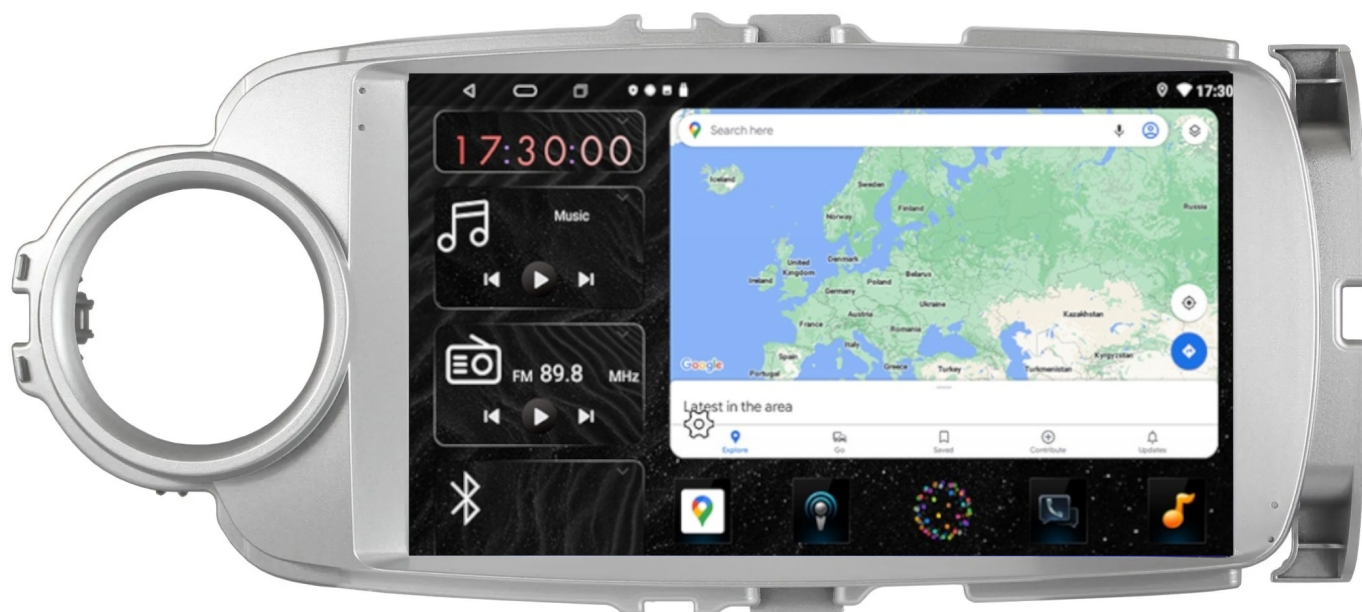 17:30
17:30:00
Music
FM 89.8 MHz
Search here
Iceland
Sweden
Norway
Finland
Russia
United
Kingdom
Denmark
Ireland
Belarus
Poland
Germany
Ukraine
Austria
France
Romania
Kazakhstan
Italy
Spain
Portugal
Greece
Turkey
Turkmenistan
Kyrgyzstan
Google
Latest in the area
Explore
Go
Saved
Contribute
Updates